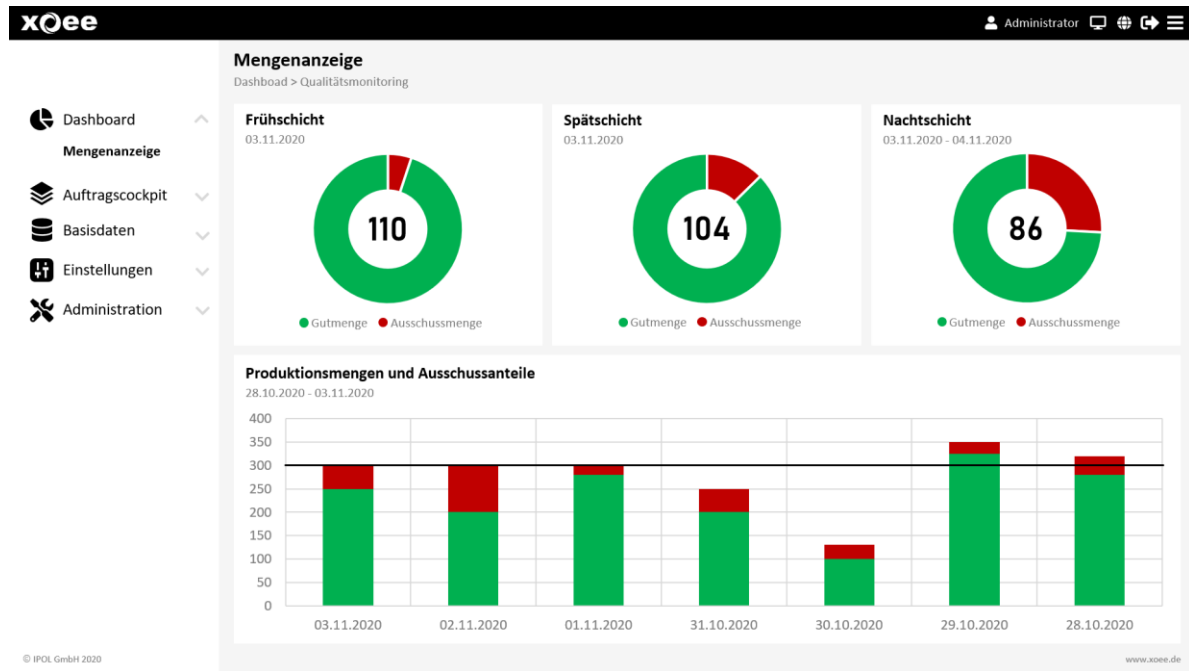 xoee
Administrator
Mengenanzeige
Dashboad > Qualitätsmonitoring
Dashboard
Mengenanzeige
Auftragscockpit
Basisdaten
Einstellungen
Administration
Frühschicht
03.11.2020
110
Gutmenge Ausschussmenge
Spätschicht
03.11.2020
104
Gutmenge Ausschussmenge
Nachtschicht
03.11.2020 - 04.11.2020
86
Gutmenge Ausschussmenge
Produktionsmengen und Ausschussanteile
28.10.2020 - 03.11.2020
400
350
300
250
200
150
100
50
0
03.11.2020 02.11.2020 01.11.2020 31.10.2020 30.10.2020 29.10.2020 28.10.2020
© IPOL GmbH 2020
www.xoee.de